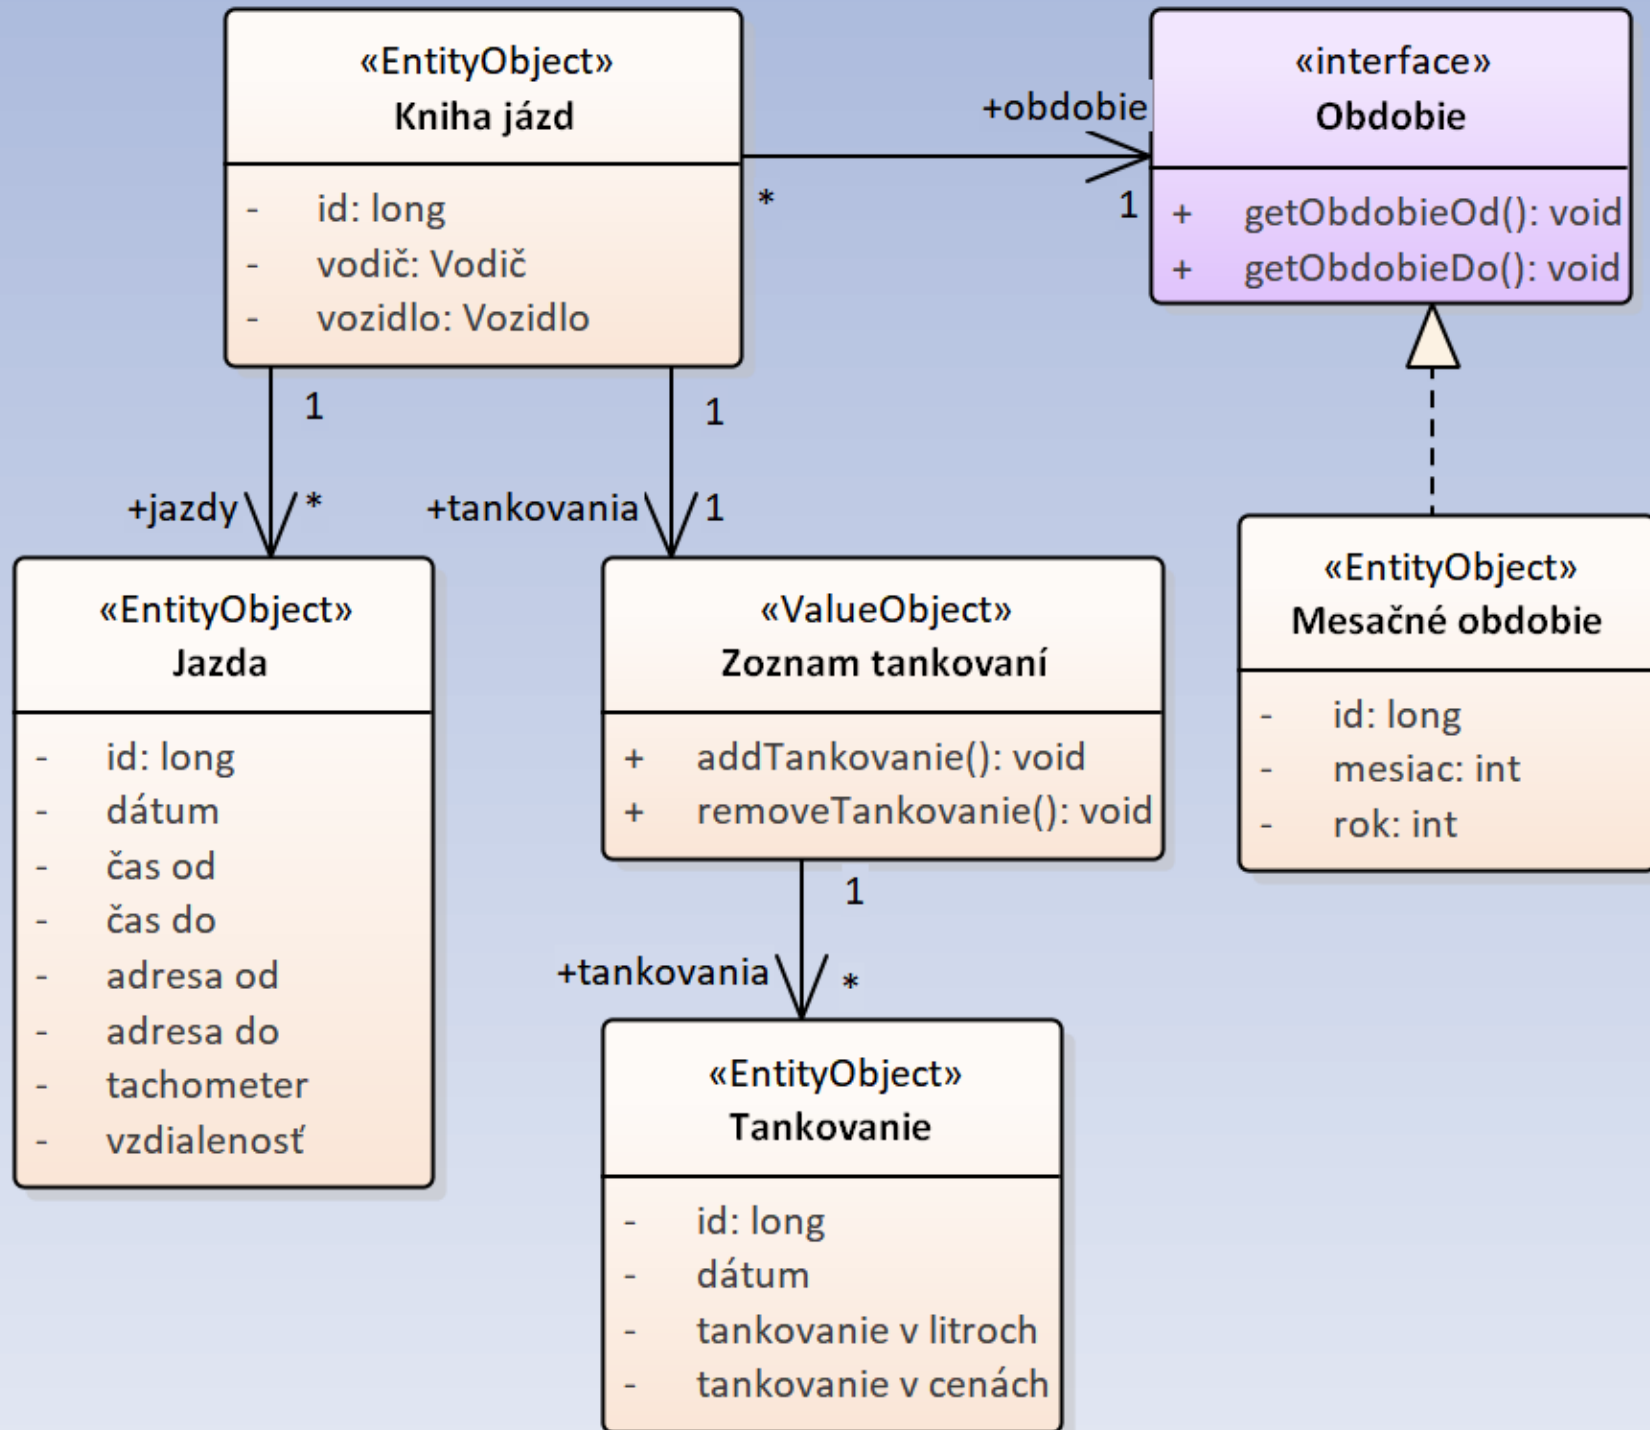 «EntityObject»
Kniha jázd
- id: long
- vodič: Vodič
- vozidlo: Vozidlo
+obdobie
*
1
«interface»
Obdobie
+ getObdobieOd(): void
+ getObdobieDo(): void
1
+jazdy
*
1
+tankovania
1
«EntityObject»
Jazda
- id: long
- dátum
- čas od
- čas do
- adresa od
- adresa do
- tachometer
- vzdialenosť
«ValueObject»
Zoznam tankovaní
+ addTankovanie(): void
+ removeTankovanie(): void
«EntityObject»
Mesačné obdobie
- id: long
- mesiac: int
- rok: int
1
+tankovania
*
«EntityObject»
Tankovanie
- id: long
- dátum
- tankovanie v litroch
- tankovanie v cenách